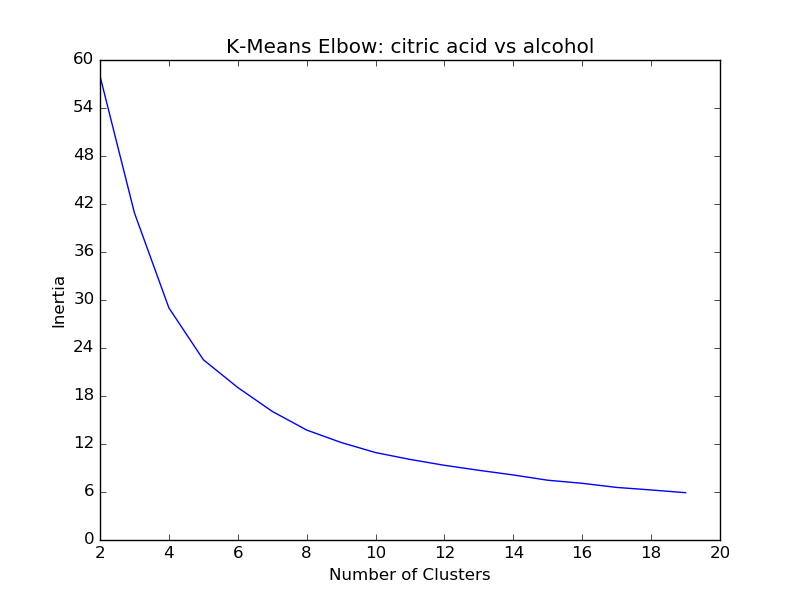 K-Means Elbow: citric acid vs alcohol
60
54
48
42
36
30
24
18
12
6
0
Inertia
2 4 6 8 10 12 14 16 18 20
Number of Clusters